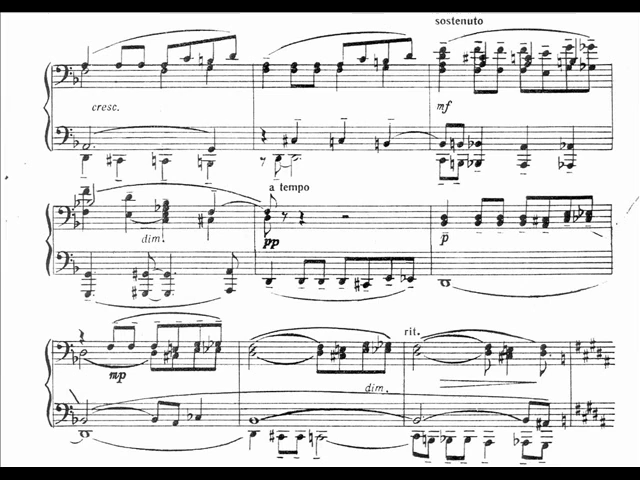 sostenuto
cresc.
mf
a tempo
dim.
pp
p
rit.
mp
dim.